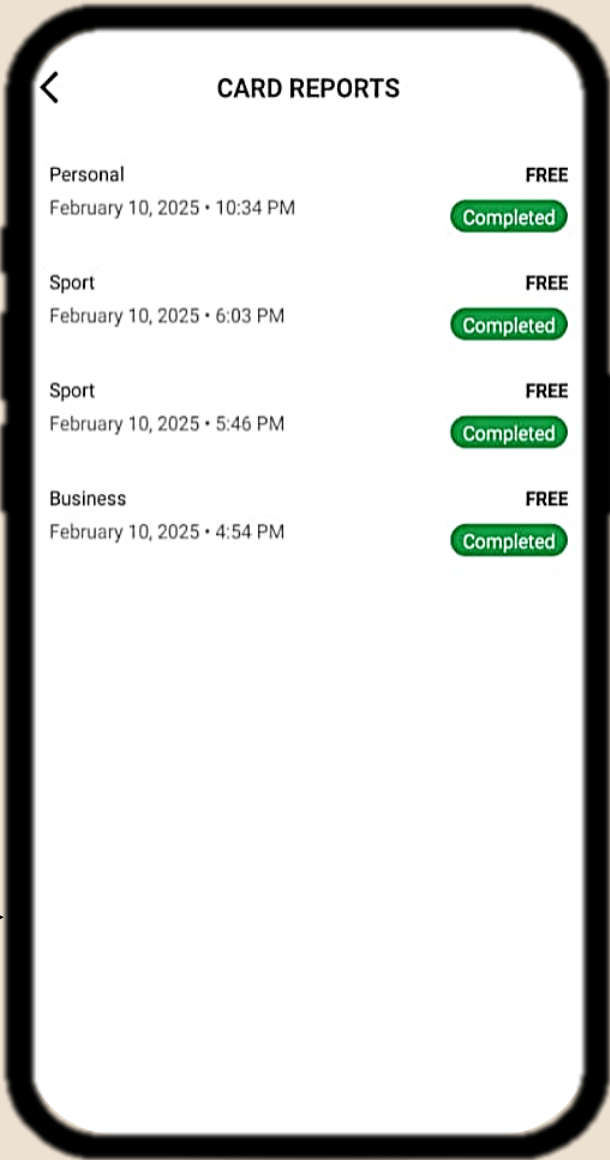 CARD REPORTS
Personal FREE
February 10, 2025 • 10:34 PM Completed
Sport FREE
February 10, 2025 • 6:03 PM Completed
Sport FREE
February 10, 2025 • 5:46 PM Completed
Business FREE
February 10, 2025 • 4:54 PM Completed